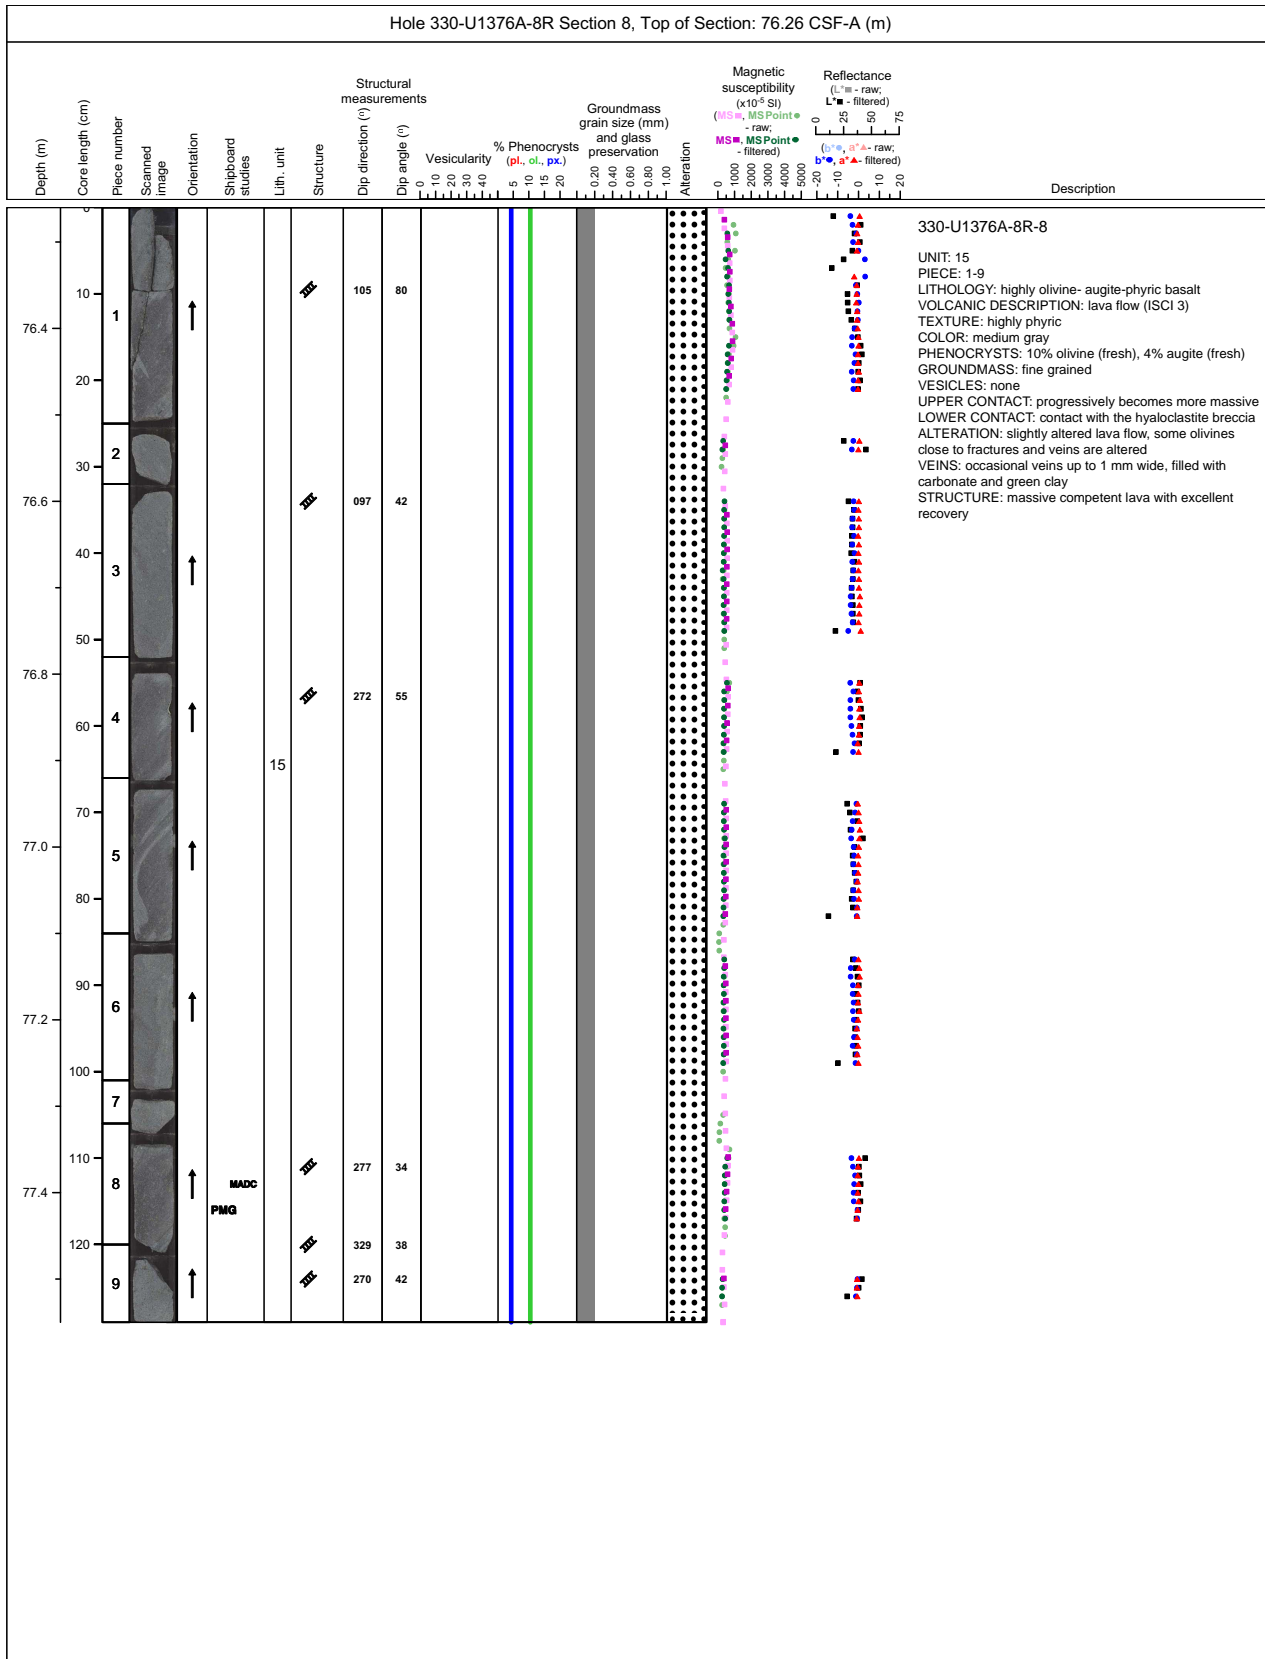 Hole 330-U1376A-8R Section 8, Top of Section: 76.26 CSF-A (m)
Depth (m)
Core length (cm)
Piece number
Scanned
image
Orientation
Shipboard
studies
Lith. unit
Structure
Structural
measurements
Dip direction (°)
Dip angle (°)
Vesicularity
0 10 20 30 40
% Phenocrysts
(pl., ol., px.)
5 10 15 20
Groundmass
grain size (mm)
and glass
preservation
0.20 0.40 0.60 0.80 1.00
Alteration
Magnetic
susceptibility
(x10-5 SI)
(MS■, MSPoint●
- raw;
MS■, MSPoint●
- filtered)
0 1000 2000 3000 4000 5000
Reflectance
(L*■ - raw;
L*■ - filtered)
0 25 50 75
(b*●, a*▲- raw;
b*●, a*▲- filtered)
-20 -10 0 10 20
Description
76.4
76.6
76.8
77.0
77.2
77.4
0
10
20
30
40
50
60
70
80
90
100
110
120
1
2
3
4
5
6
7
8
9
MADC
PMG
15
105 80
097 42
272 55
277 34
329 38
270 42
330-U1376A-8R-8
UNIT: 15
PIECE: 1-9
LITHOLOGY: highly olivine- augite-phyric basalt
VOLCANIC DESCRIPTION: lava flow (ISCI 3)
TEXTURE: highly phyric
COLOR: medium gray
PHENOCRYSTS: 10% olivine (fresh), 4% augite (fresh)
GROUNDMASS: fine grained
VESICLES: none
UPPER CONTACT: progressively becomes more massive
LOWER CONTACT: contact with the hyaloclastite breccia
ALTERATION: slightly altered lava flow, some olivines
close to fractures and veins are altered
VEINS: occasional veins up to 1 mm wide, filled with
carbonate and green clay
STRUCTURE: massive competent lava with excellent
recovery